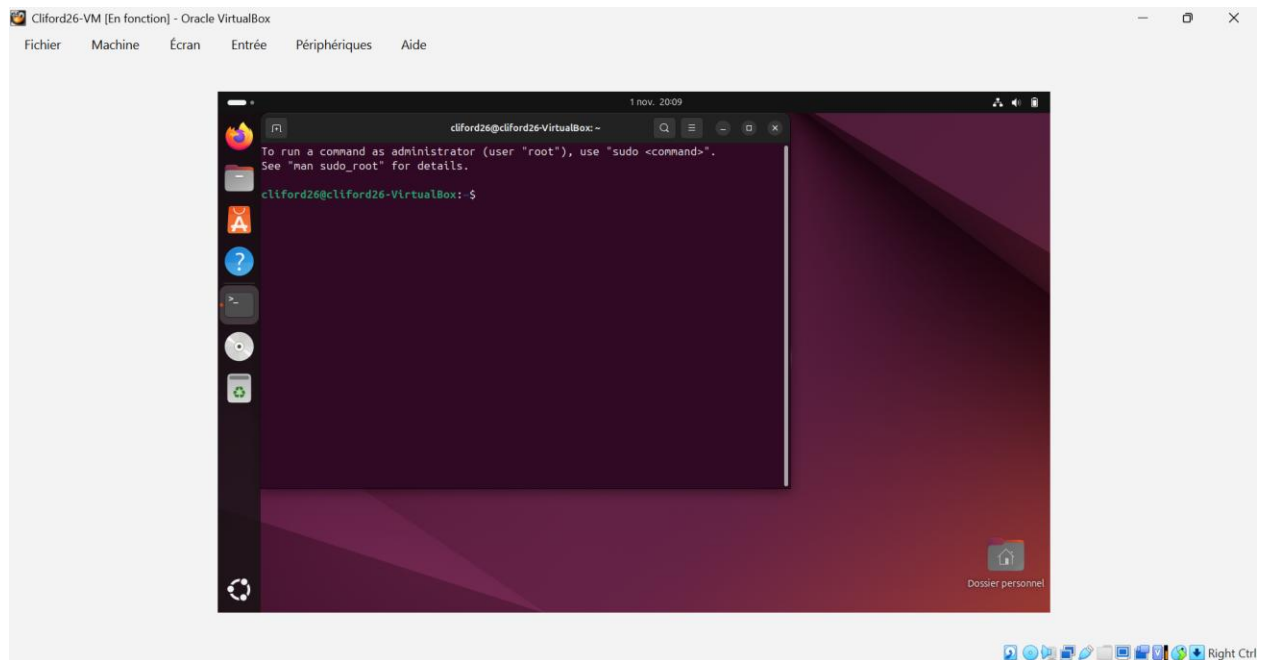 Cliford26-VM [En fonction] - Oracle VirtualBox
Fichier Machine Écran Entrée Périphériques Aide
1 nov. 20:09
cliford26@cliford26-VirtualBox: ~
To run a command as administrator (user "root"), use "sudo <command>".
See "man sudo_root" for details.
cliford26@cliford26-VirtualBox:~$
Dossier personnel
Right Ctrl